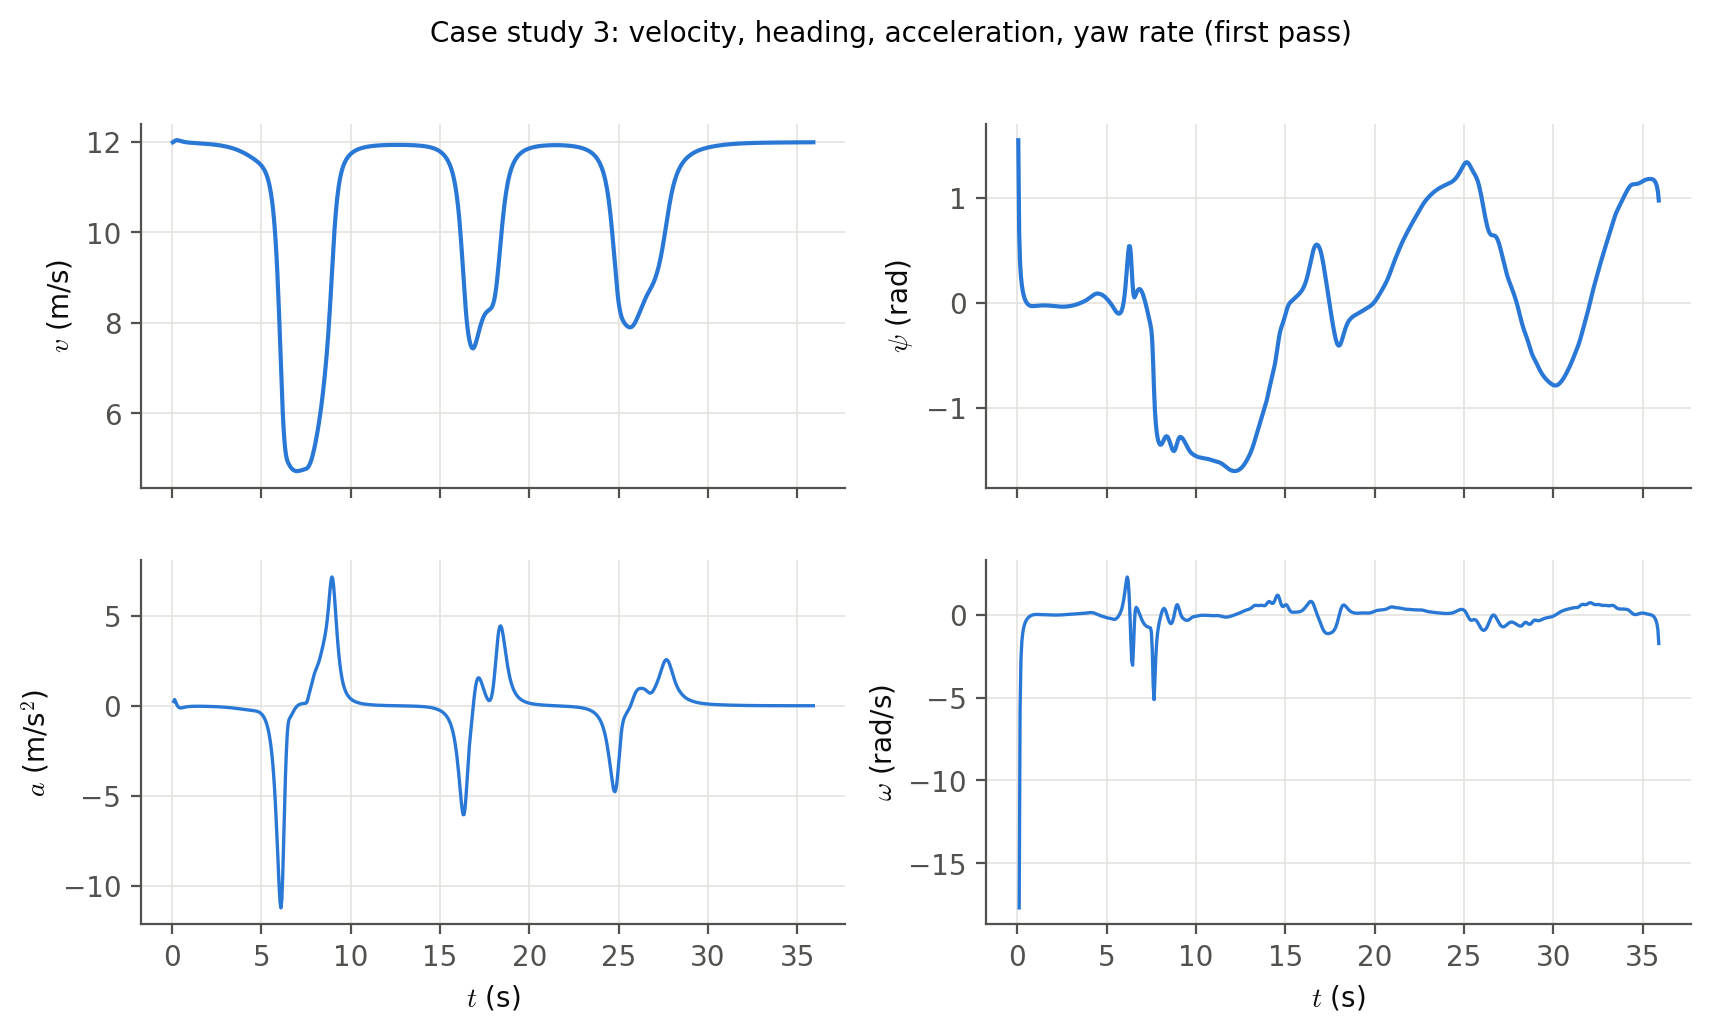 Case study 3: velocity, heading, acceleration, yaw rate (first pass)
12
10
8
6
v (m/s)
1
0
−1
ψ (rad)
5
0
−5
−10
a (m/s²)
0 5 10 15 20 25 30 35
t (s)
0
−5
−10
−15
ω (rad/s)
0 5 10 15 20 25 30 35
t (s)